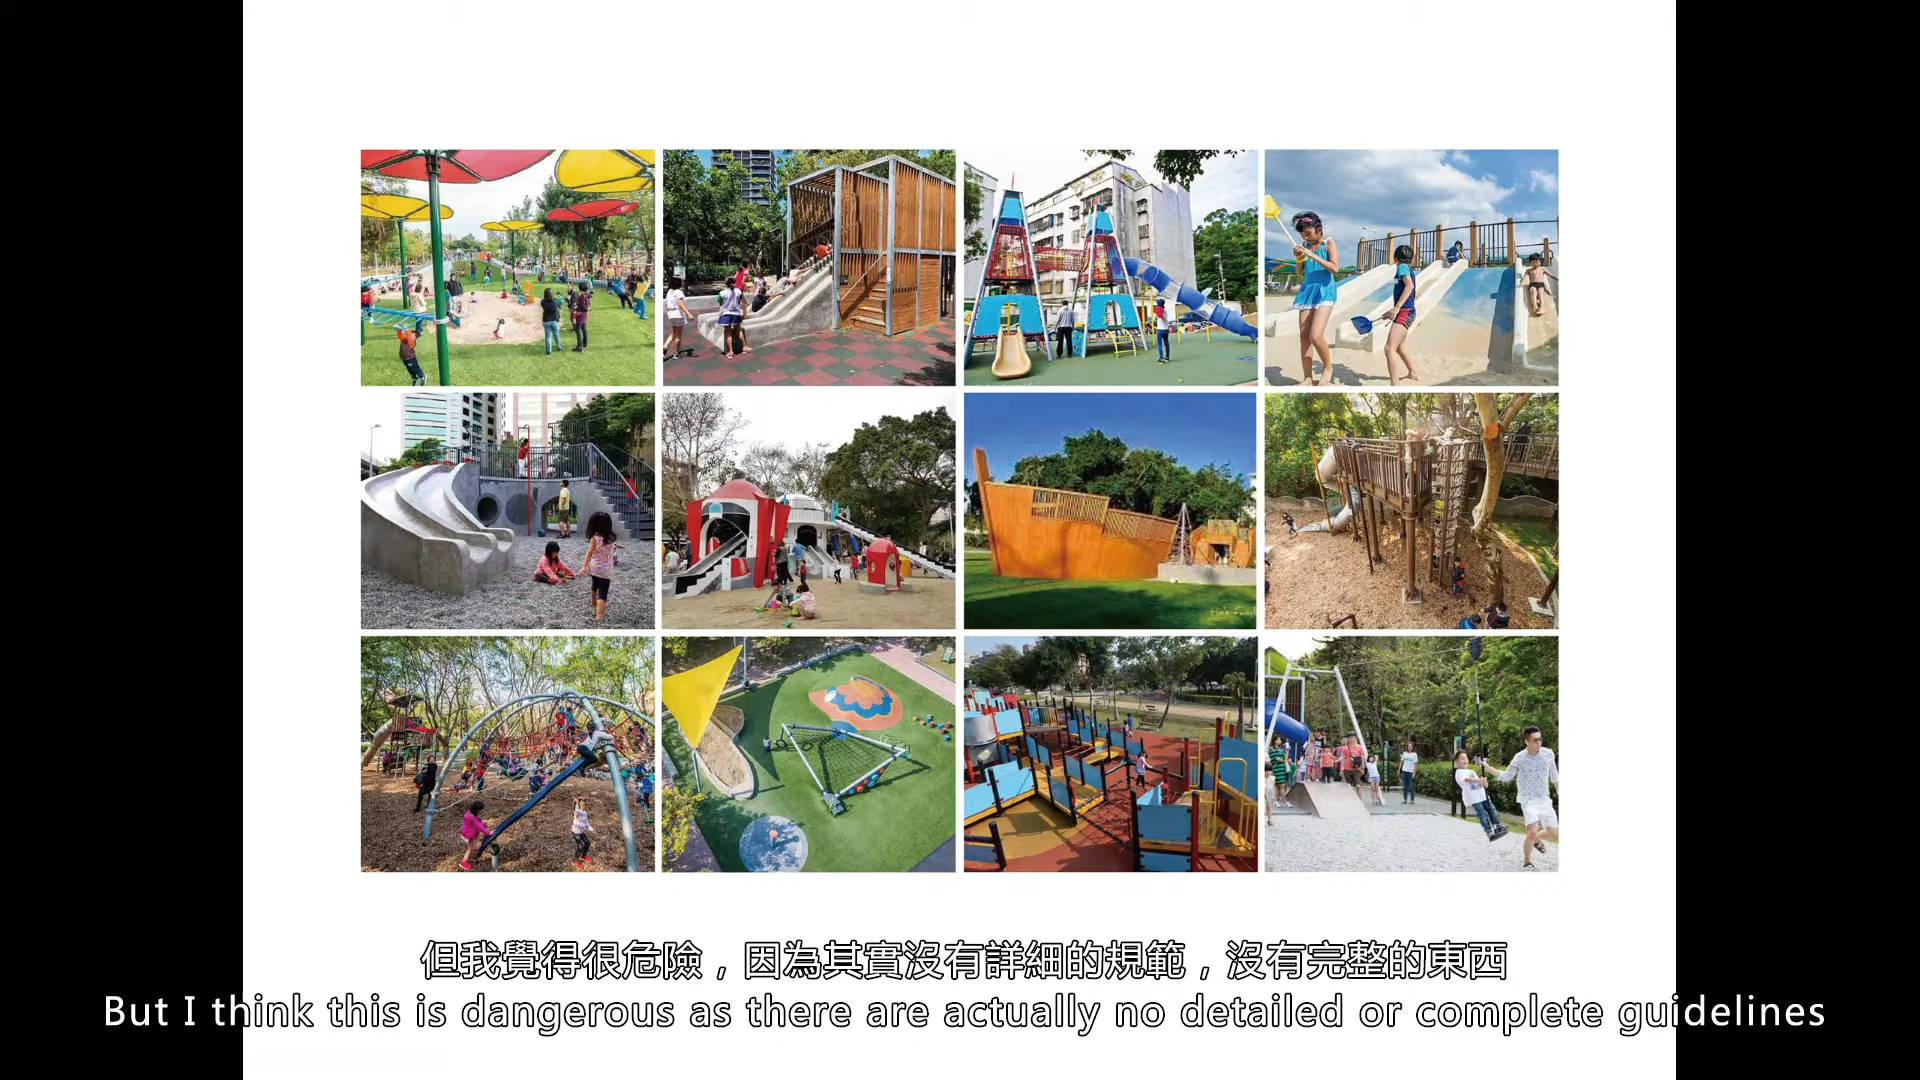 但我覺得很危險，因為其實沒有詳細的規範，沒有完整的東西
But I think this is dangerous as there are actually no detailed or complete guidelines